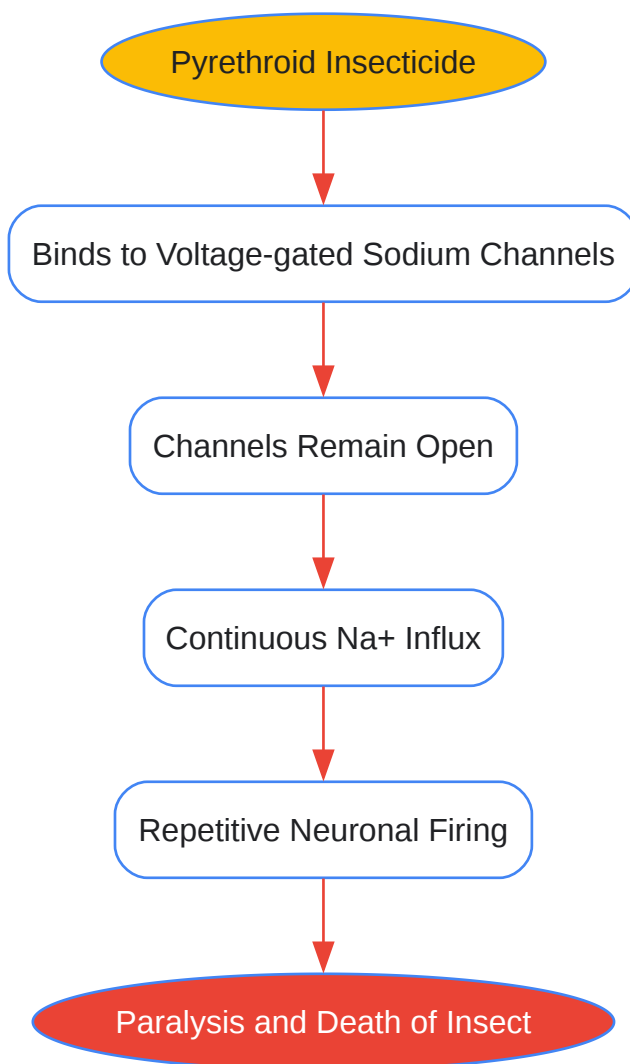 Pyrethroid Insecticide
Binds to Voltage-gated Sodium Channels
Channels Remain Open
Continuous Na+ Influx
Repetitive Neuronal Firing
Paralysis and Death of Insect